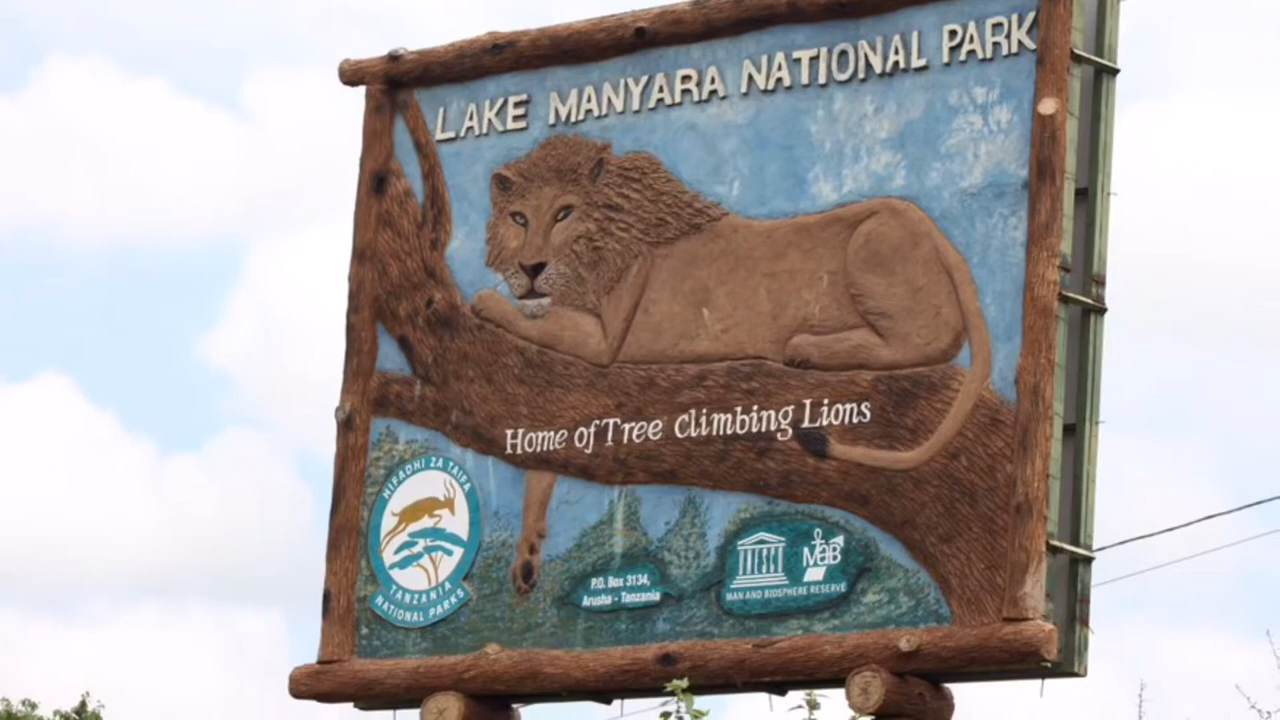 LAKE MANYARA NATIONAL PARK
Home of Tree Climbing Lions
HIFADHI ZA TAIFA
TANZANIA
NATIONAL PARKS
P.O. Box 3134,
Arusha - Tanzania
UNESCO
MaB
MAN AND BIOSPHERE RESERVE